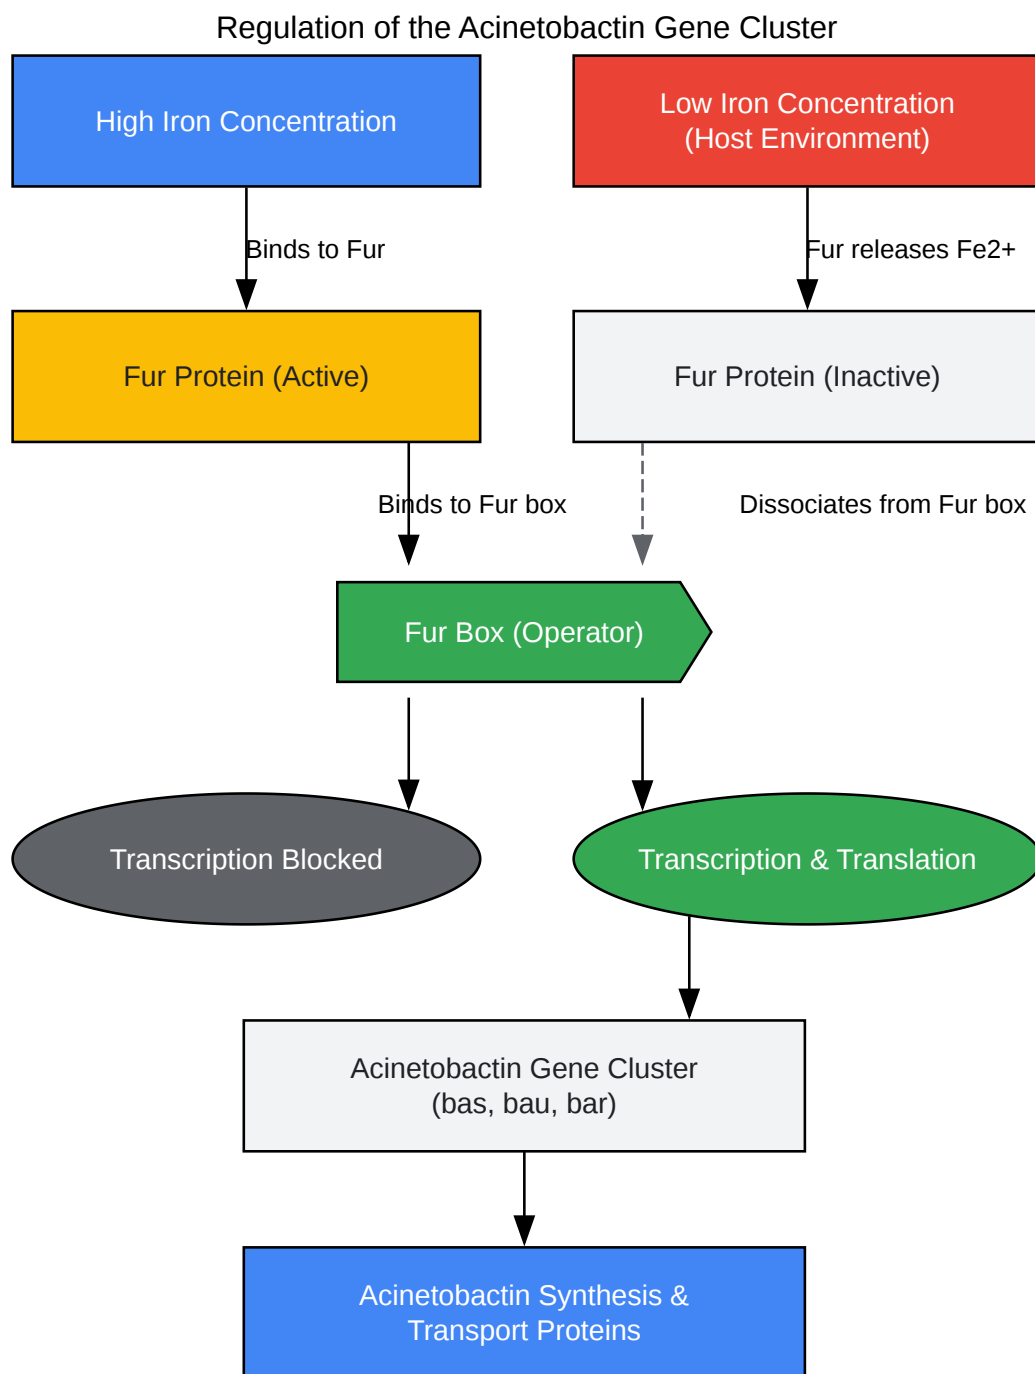 Regulation of the Acinetobactin Gene Cluster
High Iron Concentration
Low Iron Concentration
(Host Environment)
Binds to Fur
Fur releases Fe2+
Fur Protein (Active)
Fur Protein (Inactive)
Binds to Fur box
Dissociates from Fur box
Fur Box (Operator)
Transcription Blocked
Transcription & Translation
Acinetobactin Gene Cluster
(bas, bau, bar)
Acinetobactin Synthesis &
Transport Proteins